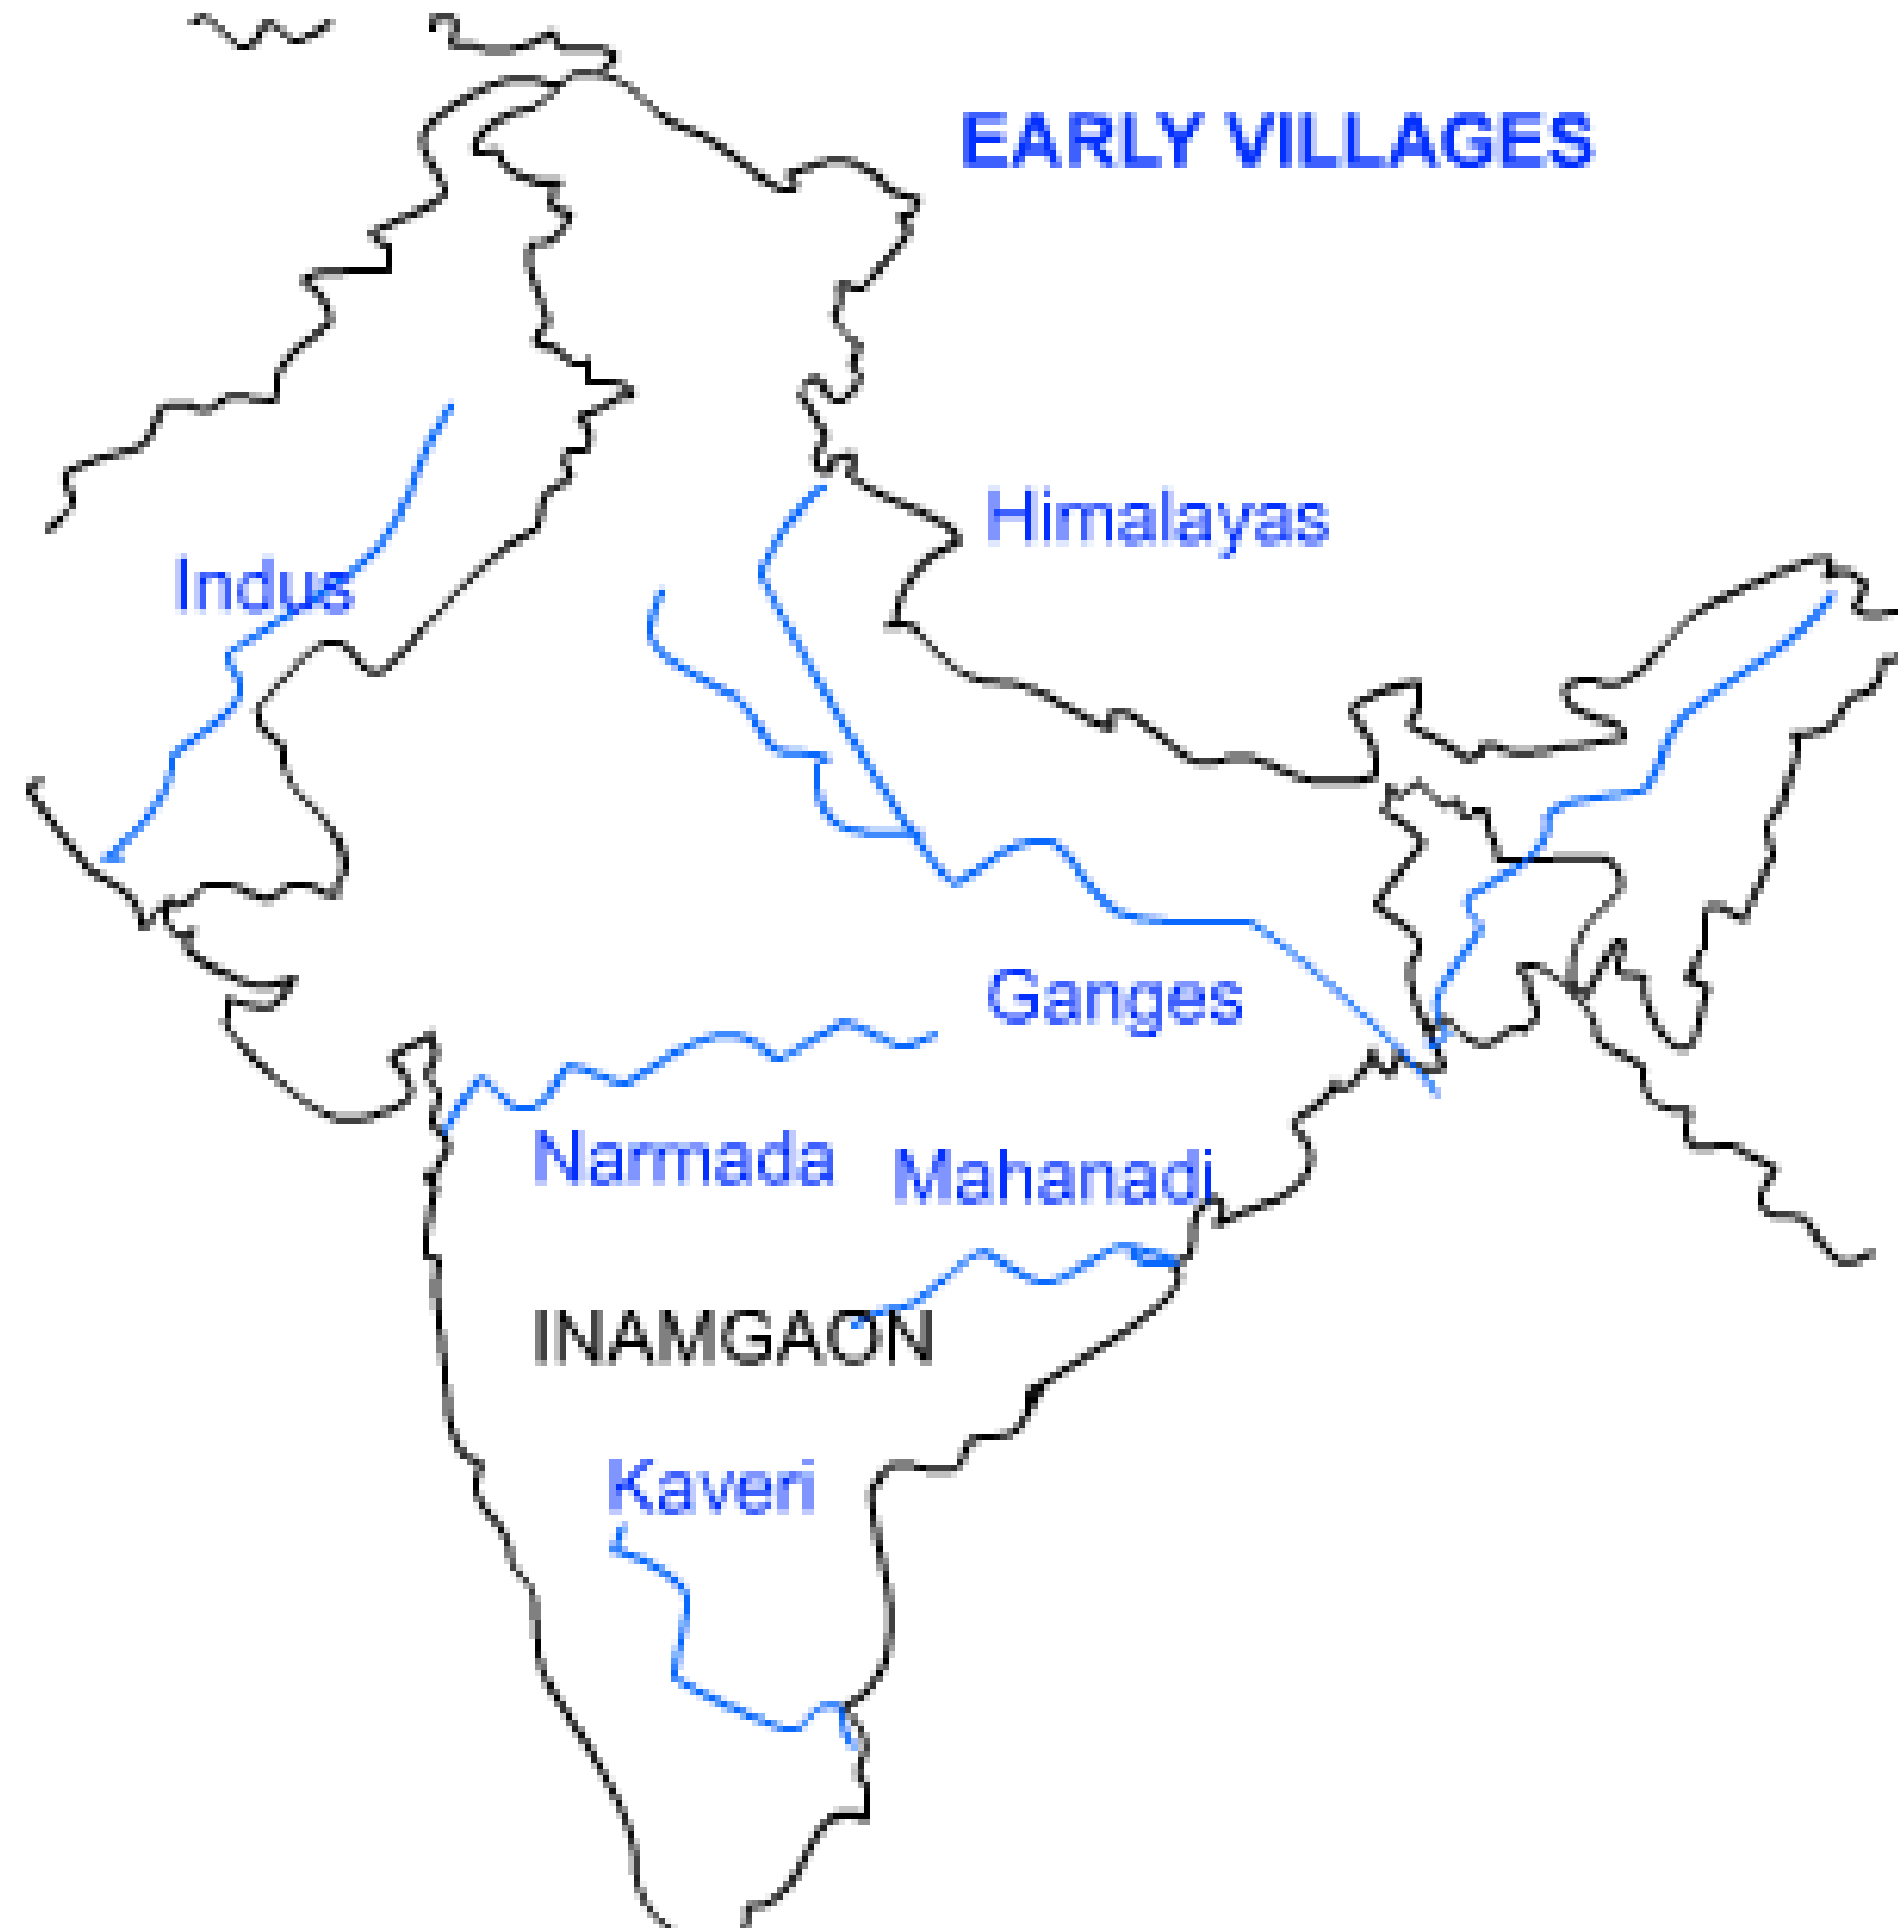 EARLY VILLAGES
Himalayas
Indus
Ganges
Narmada
Mahanadi
INAMGAON
Kaveri